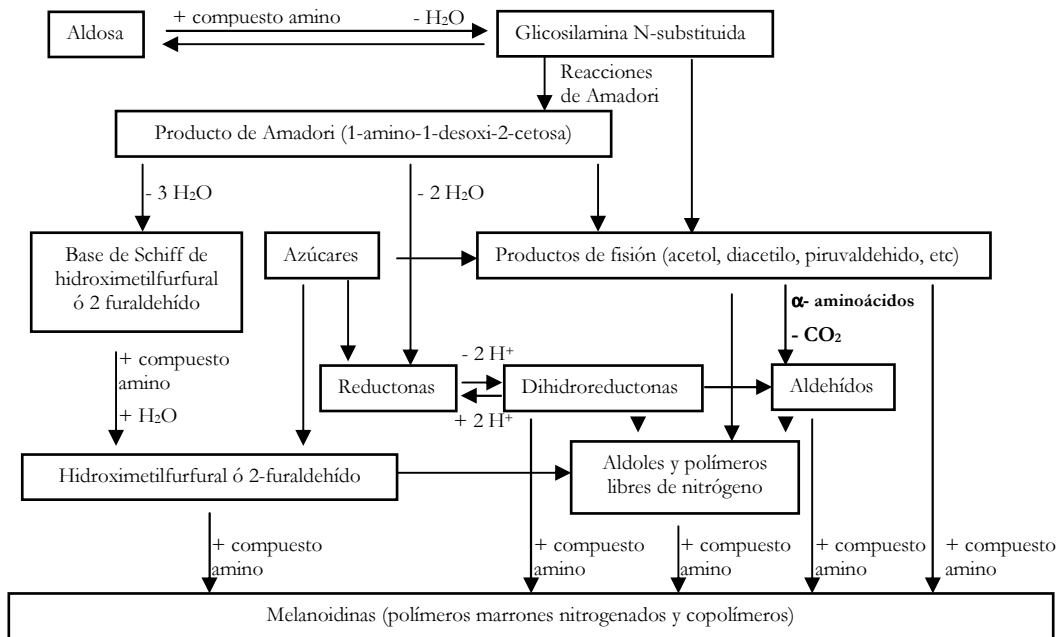 + compuesto amino
- H₂O
Aldosa
Glicosilamina N-substituida
Reacciones
de Amadori
Producto de Amadori (1-amino-1-desoxi-2-cetosa)
- 3 H₂O
- 2 H₂O
Base de Schiff de
hidroximetilfurfural
ó 2 furaldehído
Azúcares
Productos de fisión (acetol, diacetilo, piruvaldehido, etc)
α- aminoácidos
- CO₂
+ compuesto
amino
+ H₂O
- 2 H⁺
Reductonas
Dihidroreductonas
Aldehídos
+ 2 H⁺
Hidroximetilfurfural ó 2-furaldehído
Aldoles y polímeros
libres de nitrógeno
+ compuesto
amino
+ compuesto
amino
+ compuesto
amino
+ compuesto
amino
+ compuesto
amino
Melanoidinas (polímeros marrones nitrogenados y copolímeros)